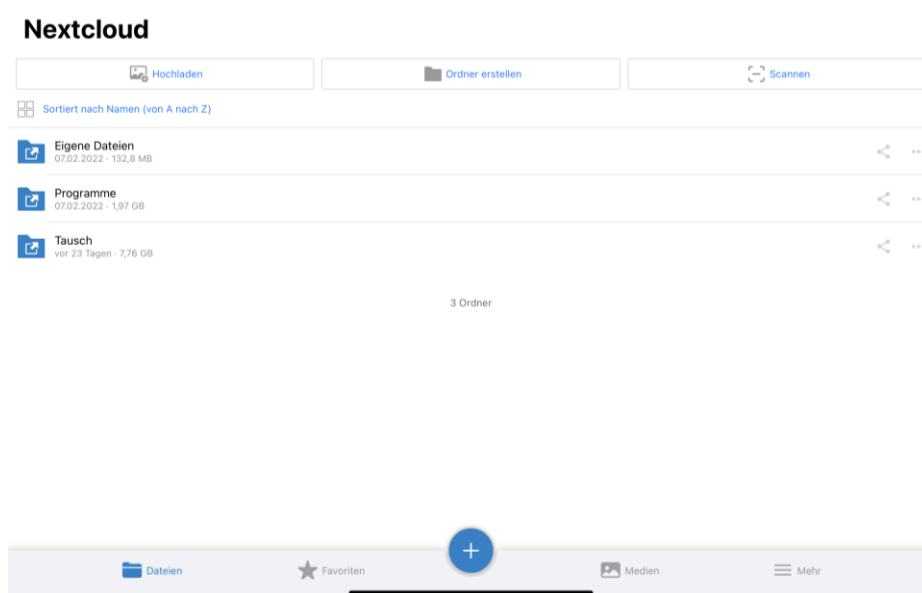 Nextcloud
Hochladen
Ordner erstellen
Scannen
Sortiert nach Namen (von A nach Z)
Eigene Dateien
07.02.2022 · 132,8 MB
Programme
07.02.2022 · 1,97 GB
Tausch
vor 23 Tagen · 7,76 GB
3 Ordner
Dateien
Favoriten
Medien
Mehr